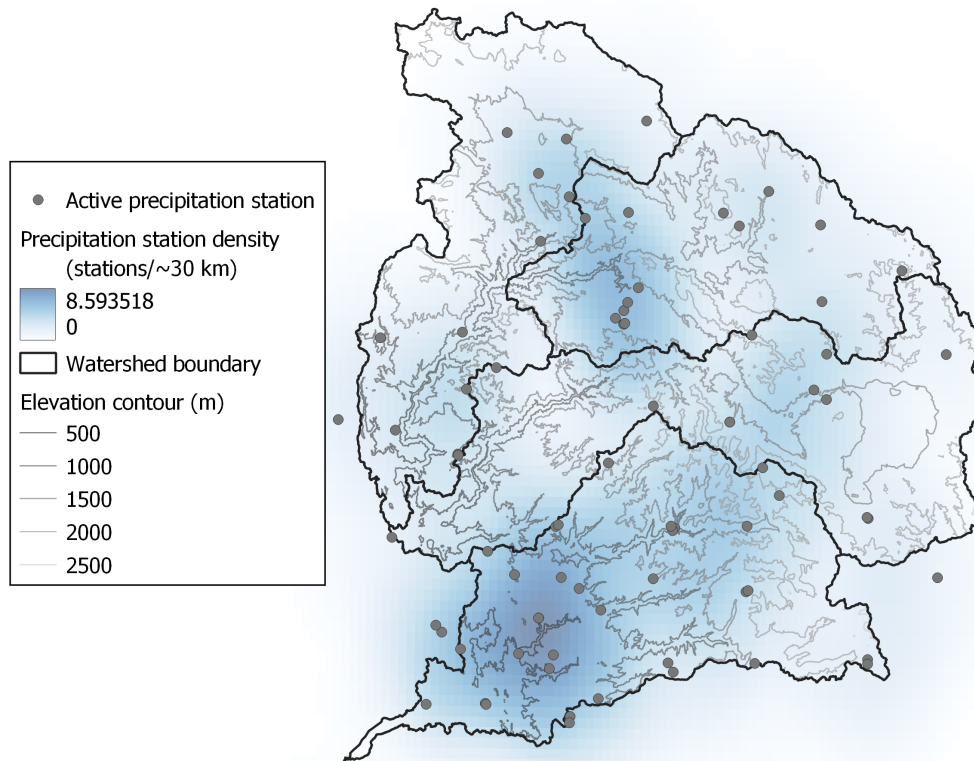 Active precipitation station
Precipitation station density
(stations/~30 km)
8.593518
0
Watershed boundary
Elevation contour (m)
500
1000
1500
2000
2500